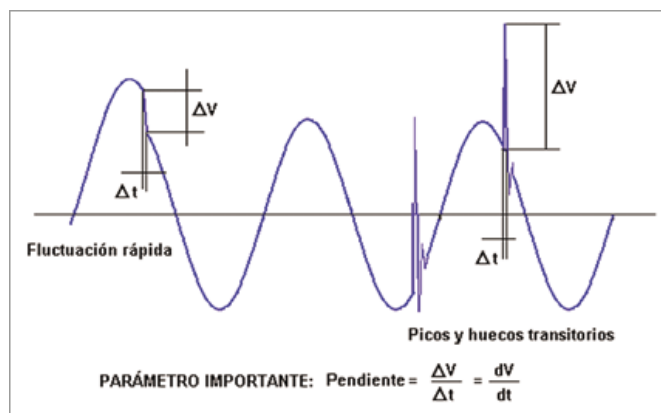 ΔV
ΔV
Δt
Fluctuación rápida
Δt
Picos y huecos transitorios
PARÁMETRO IMPORTANTE: Pendiente = ΔV / Δt = dV / dt